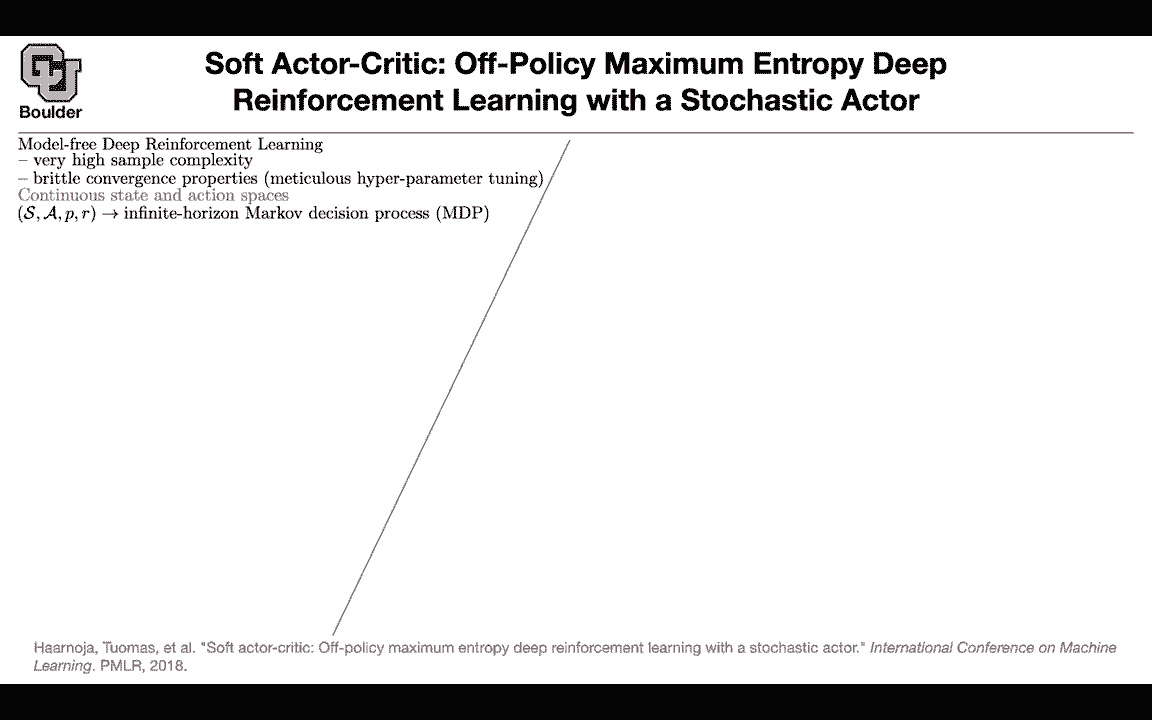 Boulder
Soft Actor-Critic: Off-Policy Maximum Entropy Deep
Reinforcement Learning with a Stochastic Actor
Model-free Deep Reinforcement Learning
– very high sample complexity
– brittle convergence properties (meticulous hyper-parameter tuning)
Continuous state and action spaces
(𝒮, 𝒜, p, r) → infinite-horizon Markov decision process (MDP)
Haarnoja, Tuomas, et al. "Soft actor-critic: Off-policy maximum entropy deep reinforcement learning with a stochastic actor." International Conference on Machine
Learning. PMLR, 2018.